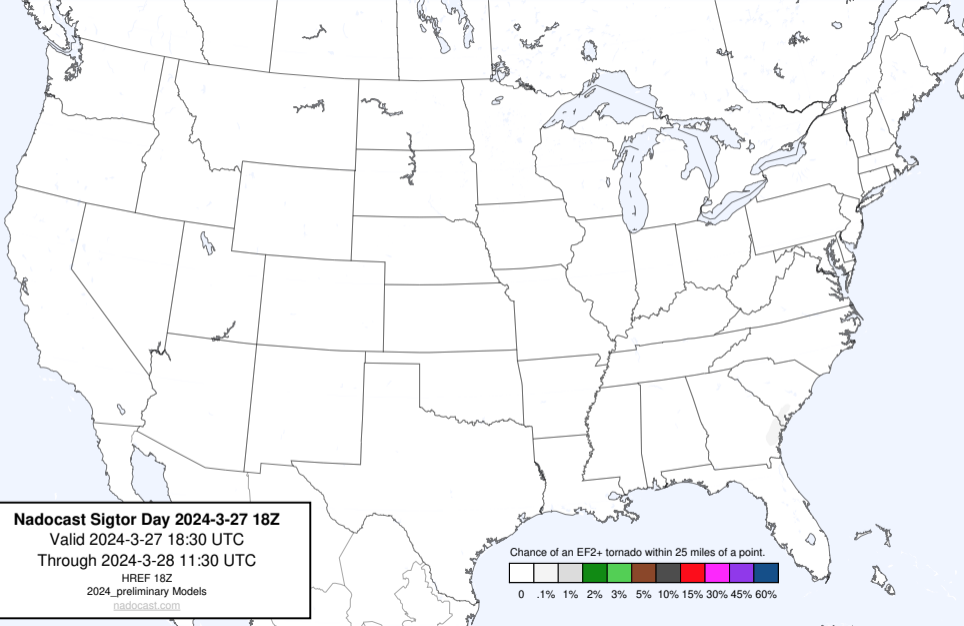 Nadocast Sigtor Day 2024-3-27 18Z
Valid 2024-3-27 18:30 UTC
Through 2024-3-28 11:30 UTC
HREF 18Z
2024_preliminary Models
nadocast.com
Chance of an EF2+ tornado within 25 miles of a point.
0 .1% 1% 2% 3% 5% 10% 15% 30% 45% 60%